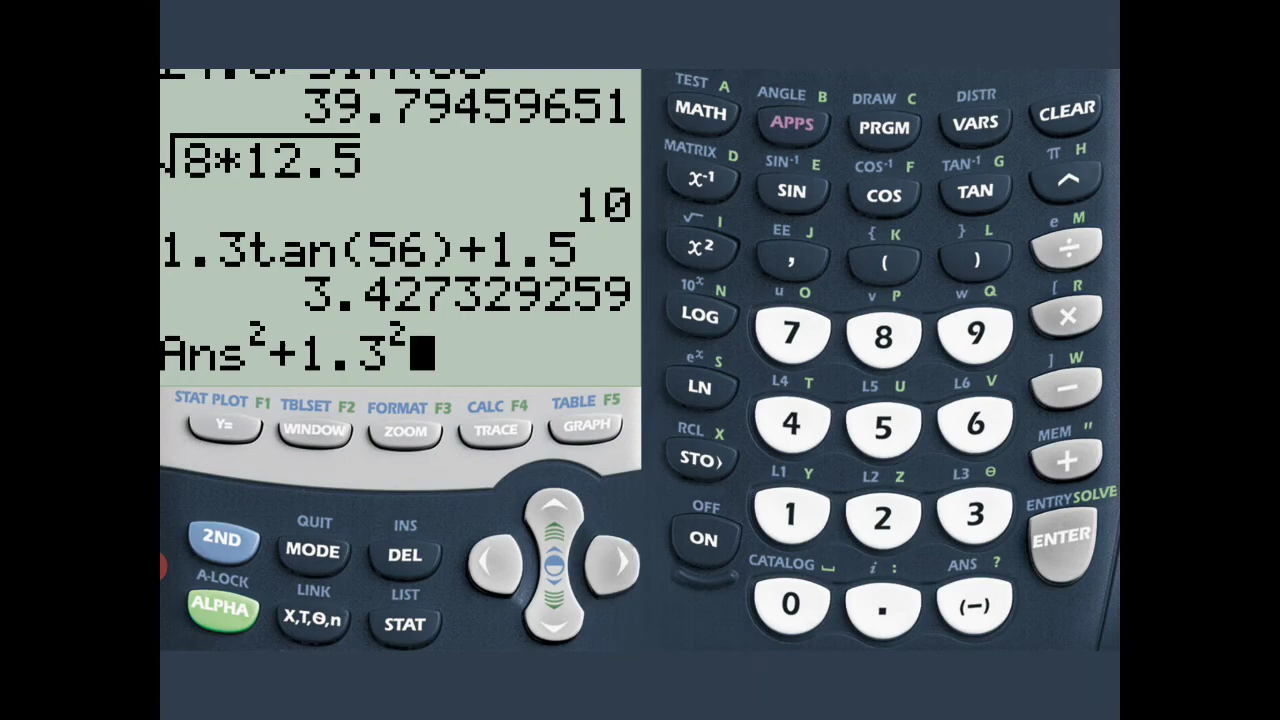 39.79459651
√8*12.5
10
1.3tan(56)+1.5
3.427329259
Ans²+1.3²
STAT PLOT F1 TBLSET F2 FORMAT F3 CALC F4 TABLE F5
Y= WINDOW ZOOM TRACE GRAPH
QUIT INS
2ND MODE DEL
A-LOCK LINK LIST
ALPHA X,T,Θ,n STAT
TEST A ANGLE B DRAW C DISTR
MATH APPS PRGM VARS CLEAR
MATRIX D SIN⁻¹ E COS⁻¹ F TAN⁻¹ G π H
x⁻¹ SIN COS TAN ^
√ I EE J { K } L e M
x² , ( ) ÷
10ˣ N u O v P w Q [ R
LOG 7 8 9 ×
eˣ S L4 T L5 U L6 V ] W
LN 4 5 6 −
RCL X L1 Y L2 Z L3 Θ MEM "
STO› 1 2 3 +
OFF CATALOG ␣ i : ANS ? ENTRY SOLVE
ON 0 . (−) ENTER